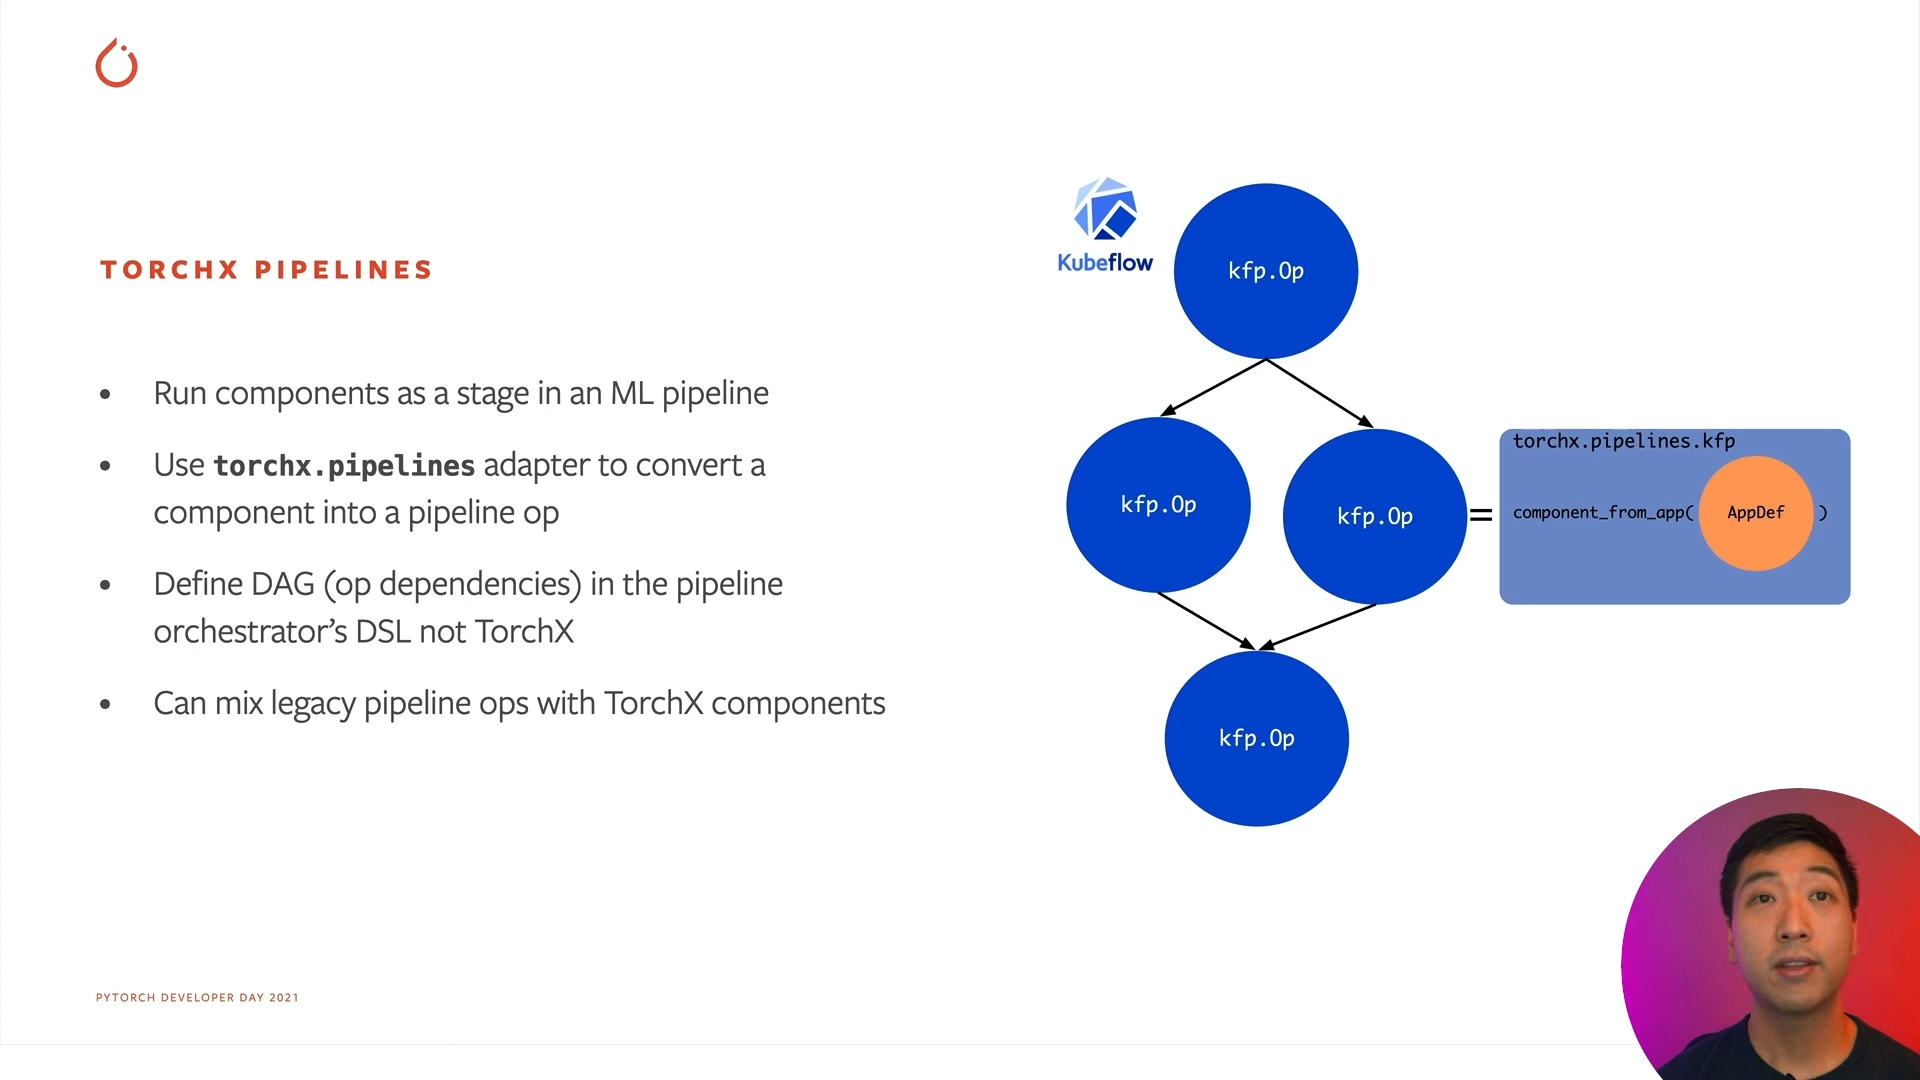 TORCHX PIPELINES
• Run components as a stage in an ML pipeline
• Use torchx.pipelines adapter to convert a
component into a pipeline op
• Define DAG (op dependencies) in the pipeline
orchestrator’s DSL not TorchX
• Can mix legacy pipeline ops with TorchX components
Kubeflow
kfp.Op
kfp.Op
kfp.Op
=
torchx.pipelines.kfp
component_from_app( AppDef )
kfp.Op
PYTORCH DEVELOPER DAY 2021